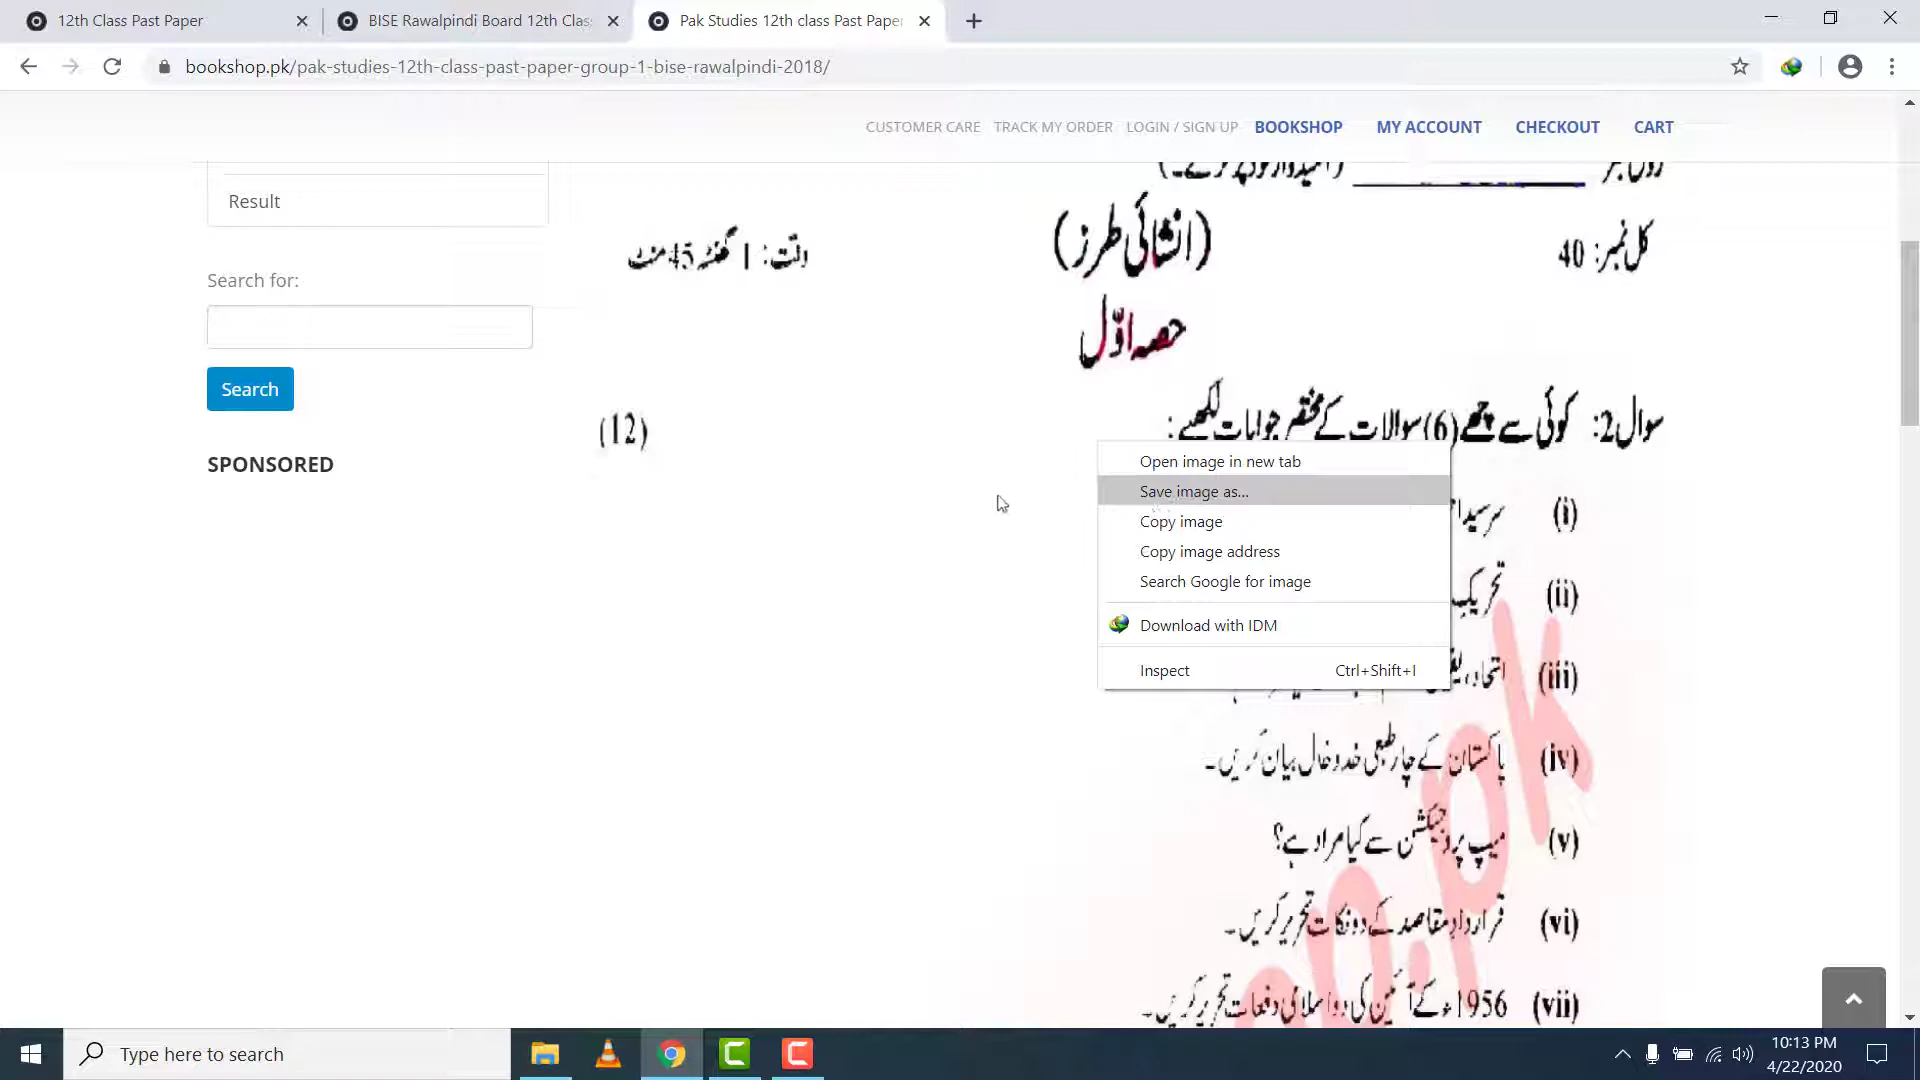 12th Class Past Paper
BISE Rawalpindi Board 12th Clas
Pak Studies 12th class Past Paper
bookshop.pk/pak-studies-12th-class-past-paper-group-1-bise-rawalpindi-2018/
CUSTOMER CARE TRACK MY ORDER LOGIN / SIGN UP BOOKSHOP MY ACCOUNT CHECKOUT CART
Result
Search for:
Search
SPONSORED
کل نمبر: 40 (انشائی طرز) وقت: 1 گھنٹہ 45 منٹ
حصہ اوّل
سوال 2: کوئی سے چھے (6) سوالات کے مختصر جوابات لکھیے: (12)
Open image in new tab
Save image as...
Copy image
Copy image address
Search Google for image
Download with IDM
Inspect Ctrl+Shift+I
(i) سرسید
(ii) تحریک
(iii) اتحاد،
(iv) پاکستان کے چار طبعی خدوخال بیان کریں۔
(v) میپ پروجیکشن سے کیا مراد ہے؟
(vi) قرارداد مقاصد کے دو نکات تحریر کریں۔
(vii) 1956ء کے آئین کی دو اسلامی دفعات تحریر کریں۔
Type here to search
10:13 PM
4/22/2020